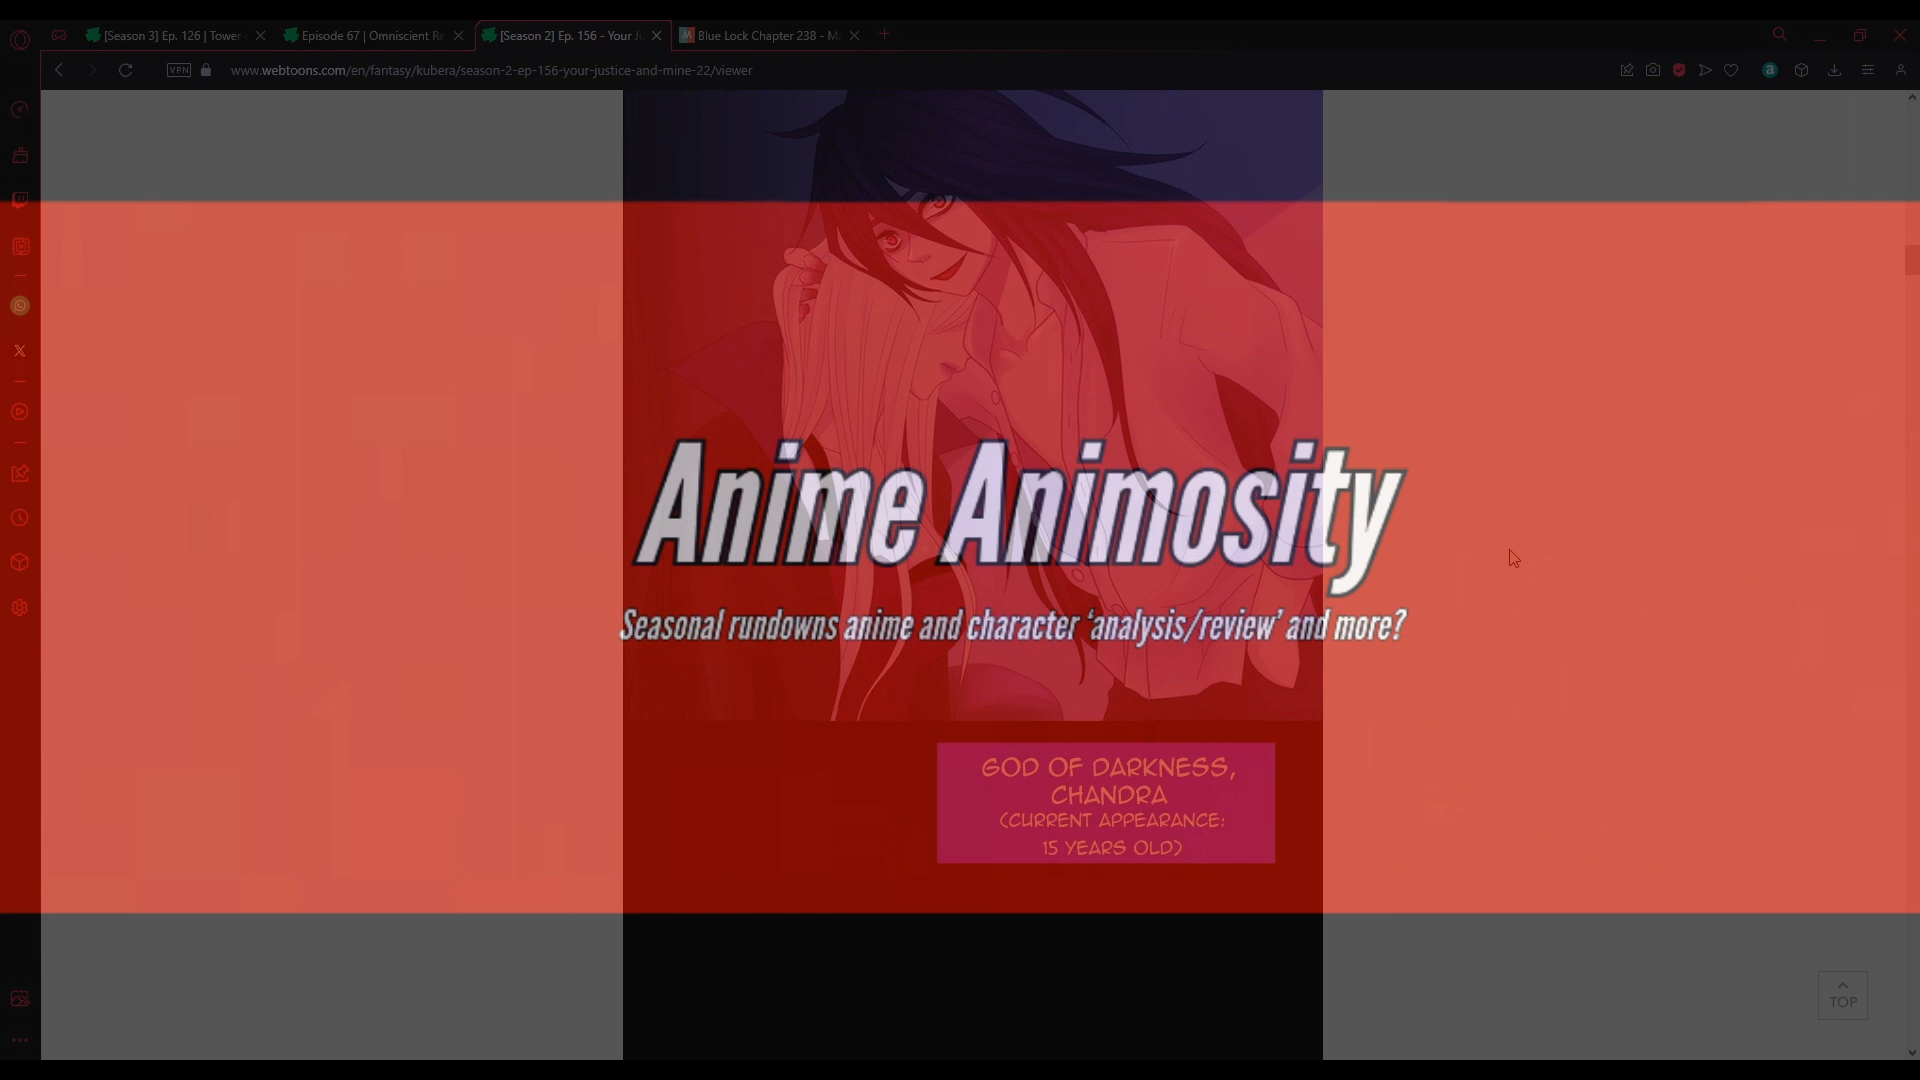 [Season 3] Ep. 126 | Tower
Episode 67 | Omniscient Re
[Season 2] Ep. 156 - Your Ju
Blue Lock Chapter 238 - M
VPN
www.webtoons.com/en/fantasy/kubera/season-2-ep-156-your-justice-and-mine-22/viewer
Anime Animosity
Seasonal rundowns anime and character ‘analysis/review’ and more?
GOD OF DARKNESS,
CHANDRA
(CURRENT APPEARANCE:
15 YEARS OLD)
TOP